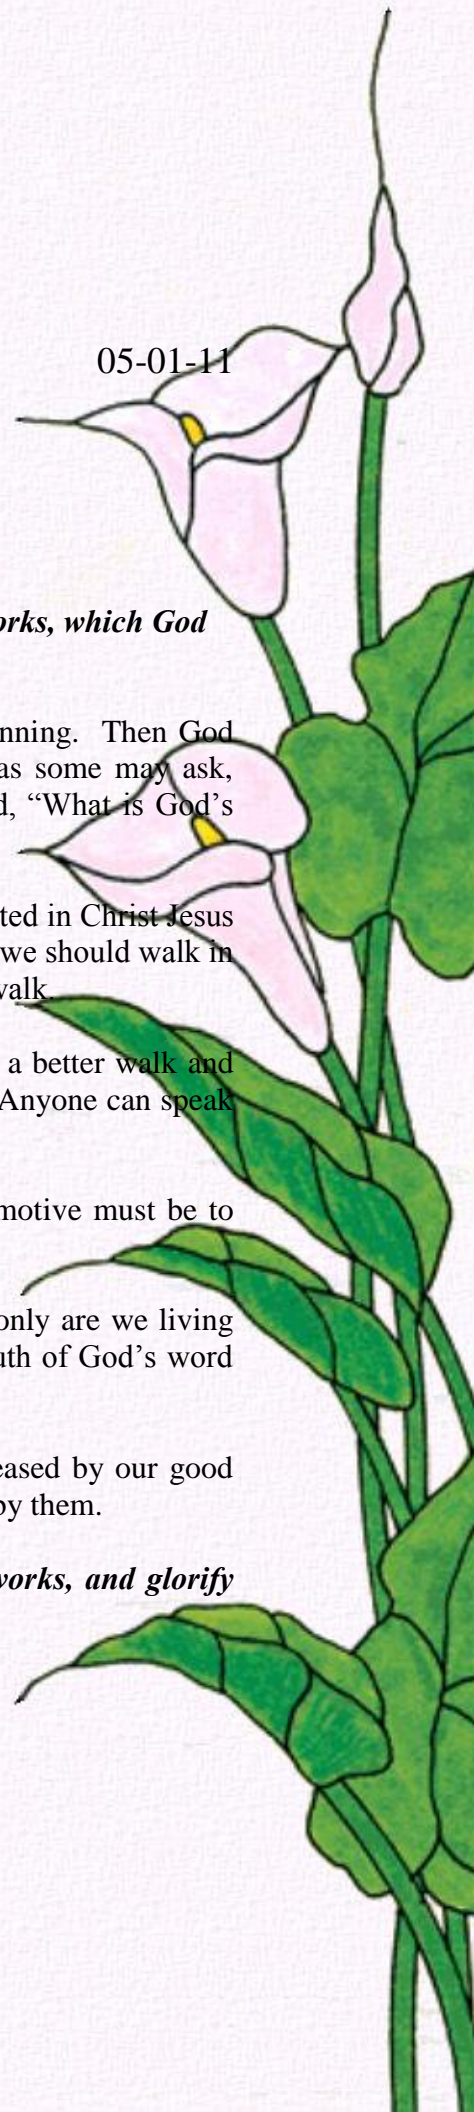 05-01-11
orks, which God
nning. Then God
as some may ask,
d, “What is God’s
ted in Christ Jesus
we should walk in
walk.
a better walk and
Anyone can speak
motive must be to
only are we living
uth of God’s word
eased by our good
by them.
works, and glorify